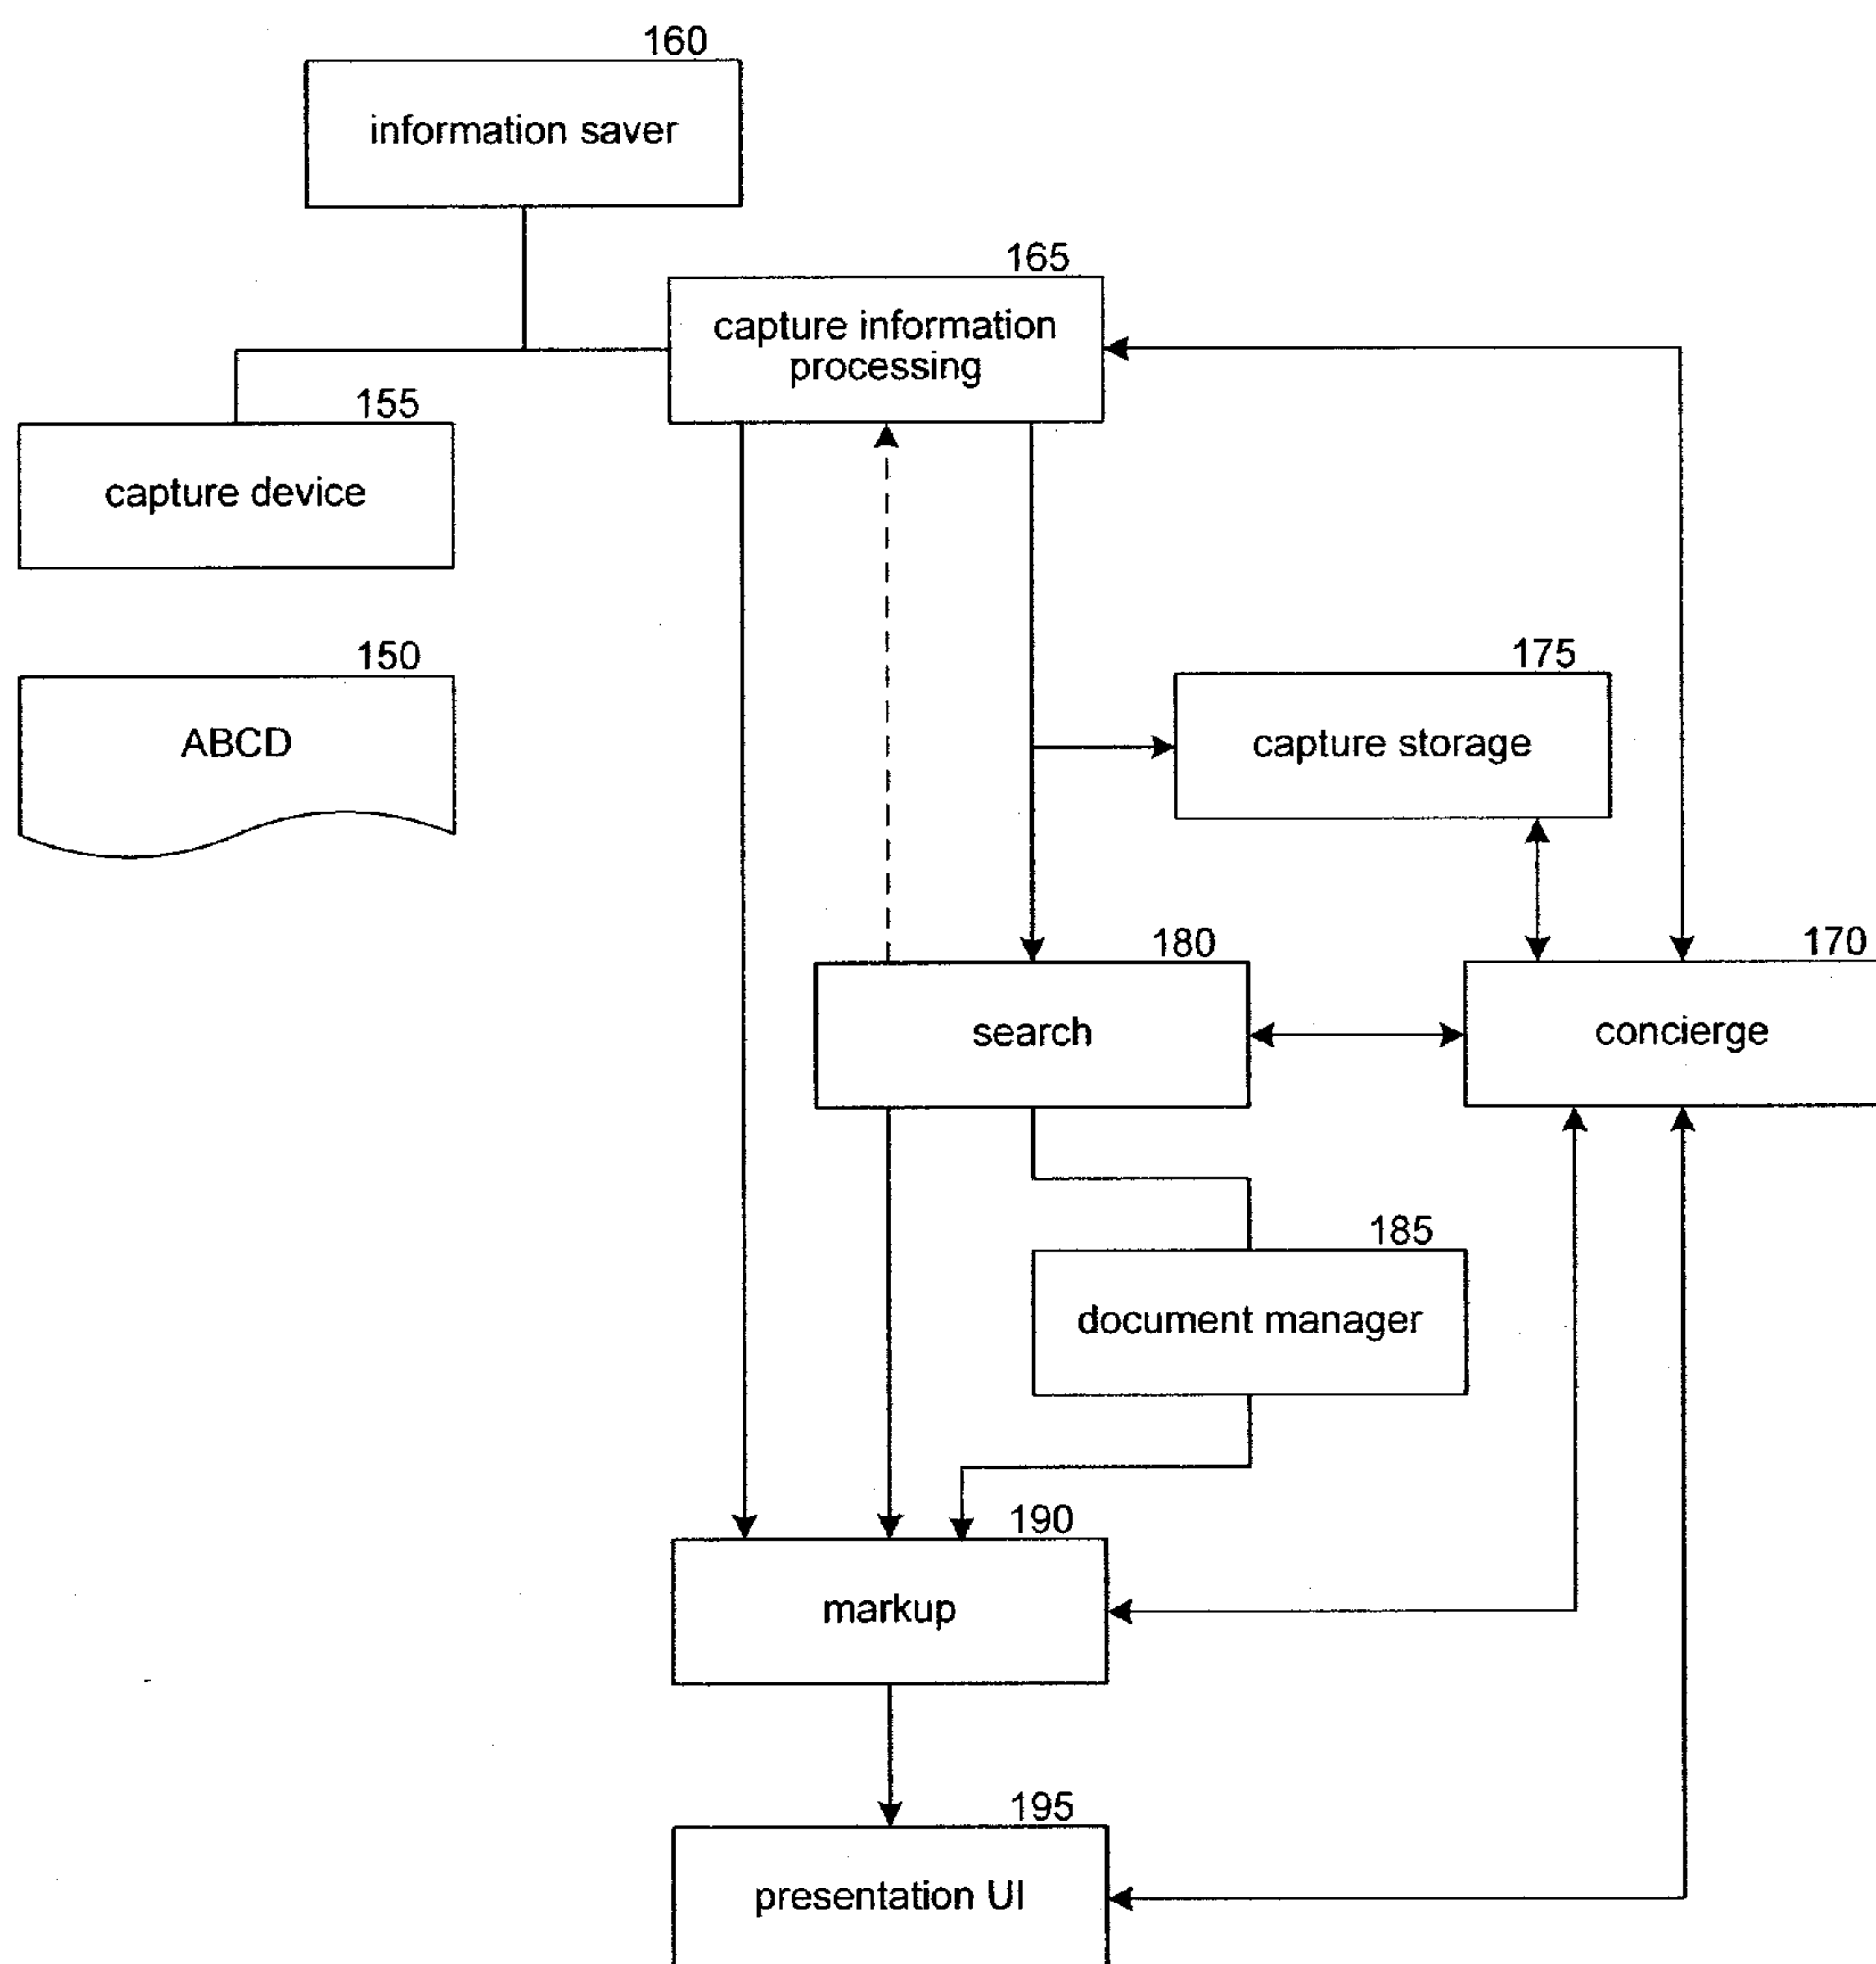 160
information saver
165
capture information
processing
155
capture device
150
ABCD
175
capture storage
180
search
170
concierge
185
document manager
190
markup
195
presentation UI